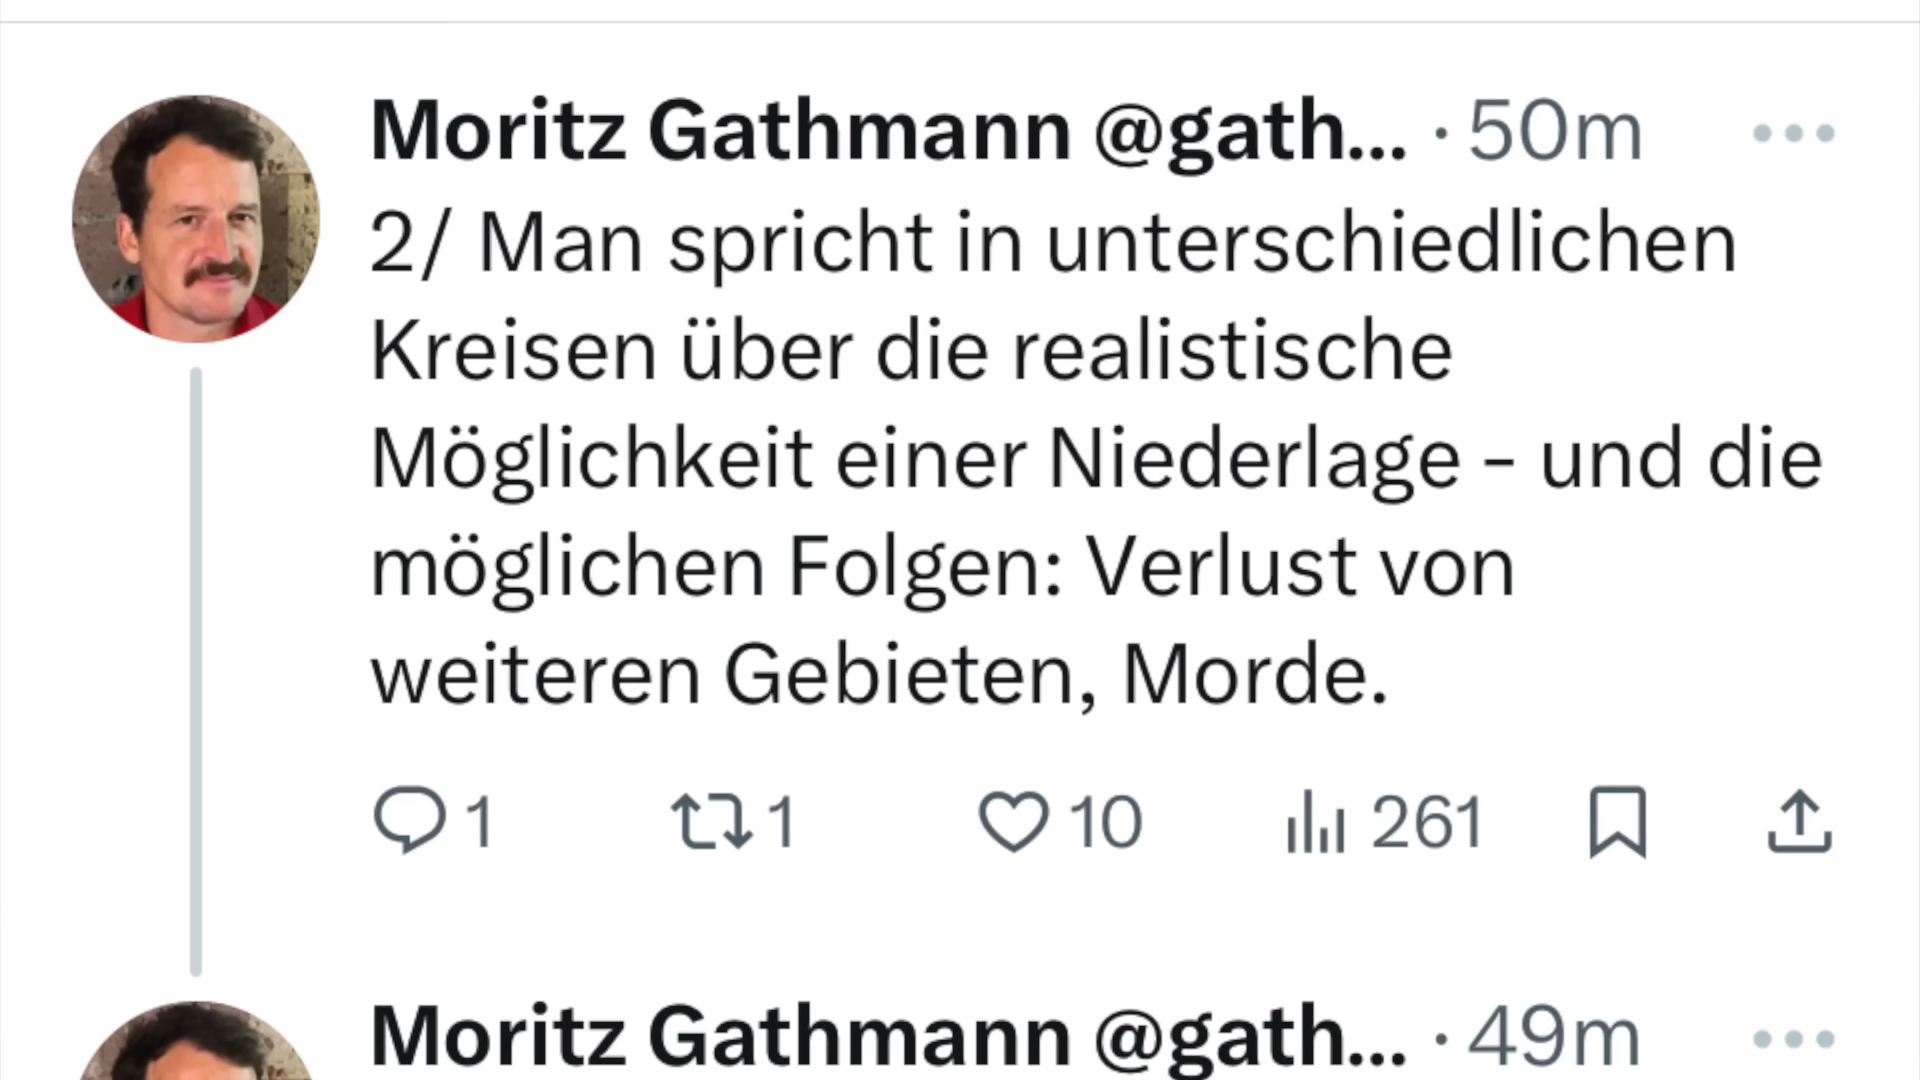 Moritz Gathmann @gath... · 50m
2/ Man spricht in unterschiedlichen
Kreisen über die realistische
Möglichkeit einer Niederlage - und die
möglichen Folgen: Verlust von
weiteren Gebieten, Morde.
1 1 10 261
Moritz Gathmann @gath... · 49m